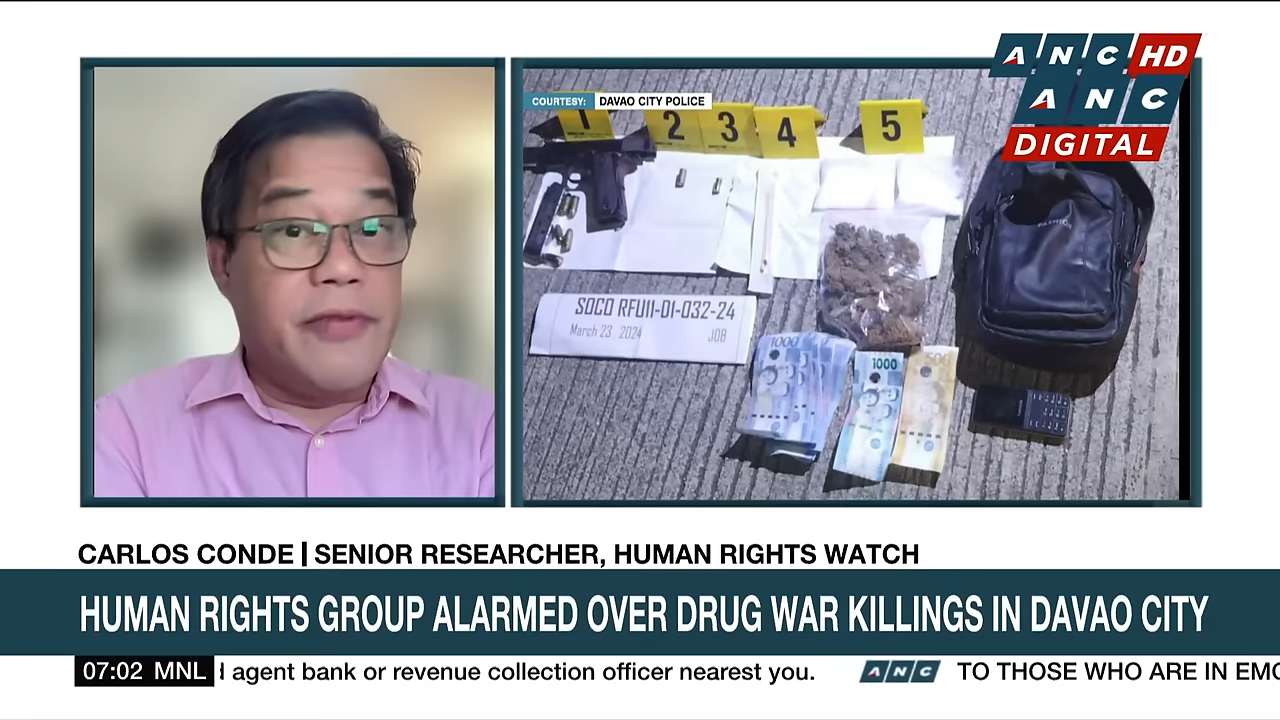 ANC HD
ANC
DIGITAL
COURTESY: DAVAO CITY POLICE
1 2 3 4 5
SOCO RFU11-D1-032-24
March 23 2024 JOB
1000
1000
500
CARLOS CONDE | SENIOR RESEARCHER, HUMAN RIGHTS WATCH
HUMAN RIGHTS GROUP ALARMED OVER DRUG WAR KILLINGS IN DAVAO CITY
07:02 MNL agent bank or revenue collection officer nearest you. ANC TO THOSE WHO ARE IN EMC